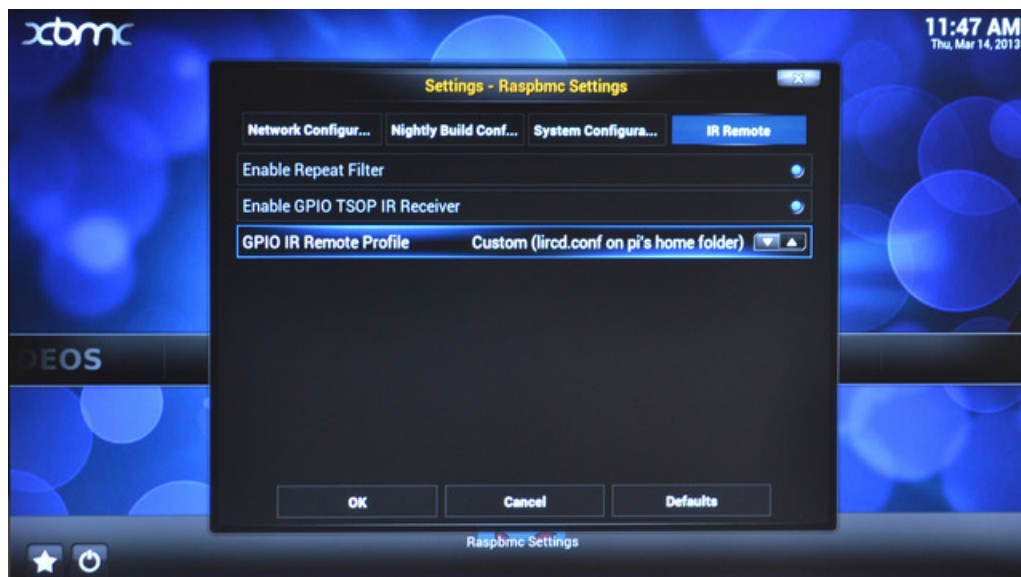 xbmc
11:47 AM
Thu, Mar 14, 2013
Settings - Raspbmc Settings
Network Configur... Nightly Build Conf... System Configura... IR Remote
Enable Repeat Filter
Enable GPIO TSOP IR Receiver
GPIO IR Remote Profile Custom (lircd.conf on pi's home folder)
DEOS
OK Cancel Defaults
Raspbmc Settings